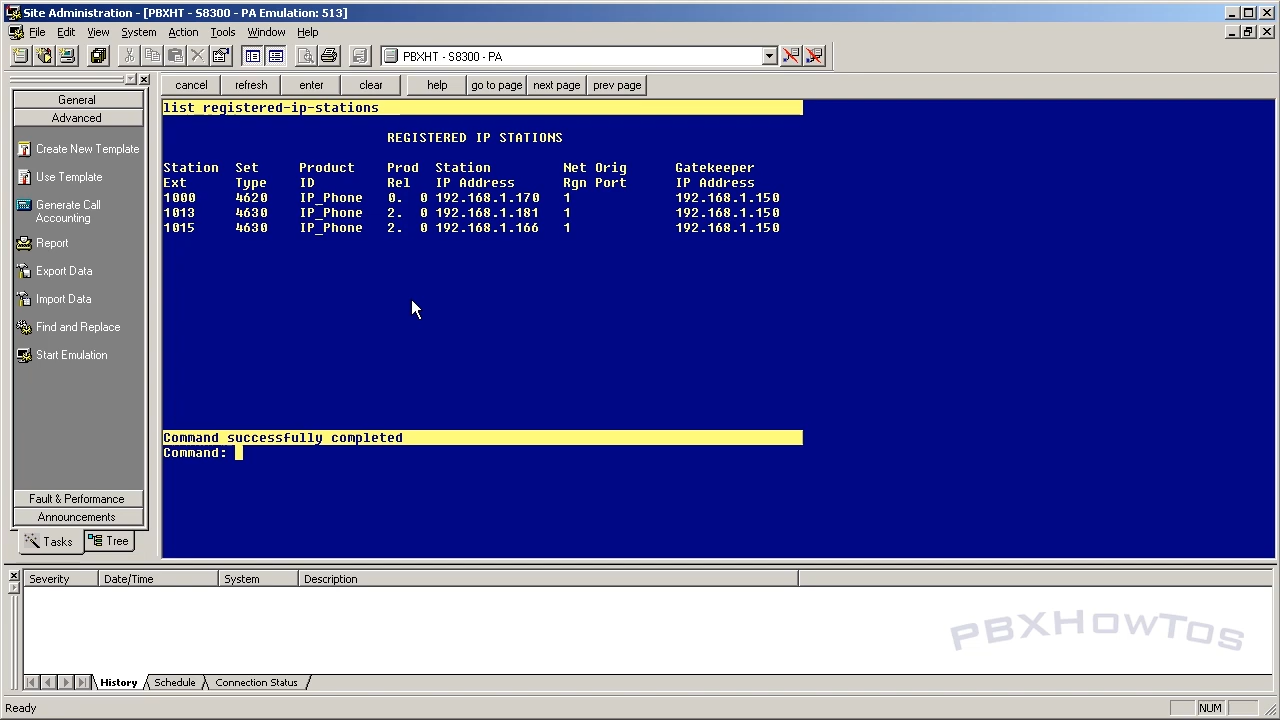 Site Administration - [PBXHT - S8300 - PA Emulation: 513]
File Edit View System Action Tools Window Help
PBXHT - S8300 - PA
General
Advanced
Create New Template
Use Template
Generate Call
Accounting
Report
Export Data
Import Data
Find and Replace
Start Emulation
Fault & Performance
Announcements
Tasks Tree
cancel refresh enter clear help go to page next page prev page
list registered-ip-stations
REGISTERED IP STATIONS
Station Set Product Prod Station Net Orig Gatekeeper
Ext Type ID Rel IP Address Rgn Port IP Address
1000 4620 IP_Phone 0. 0 192.168.1.170 1 192.168.1.150
1013 4630 IP_Phone 2. 0 192.168.1.181 1 192.168.1.150
1015 4630 IP_Phone 2. 0 192.168.1.166 1 192.168.1.150
Command successfully completed
Command:
Severity Date/Time System Description
PBXHowTos
History Schedule Connection Status
Ready NUM